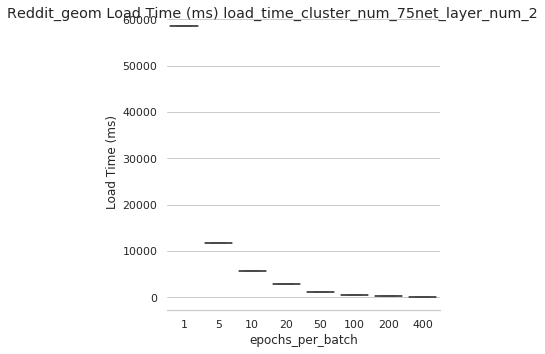 Reddit_geom Load Time (ms) load_time_cluster_num_75net_layer_num_2
60000
50000
40000
30000
20000
10000
0
Load Time (ms)
1 5 10 20 50 100 200 400
epochs_per_batch